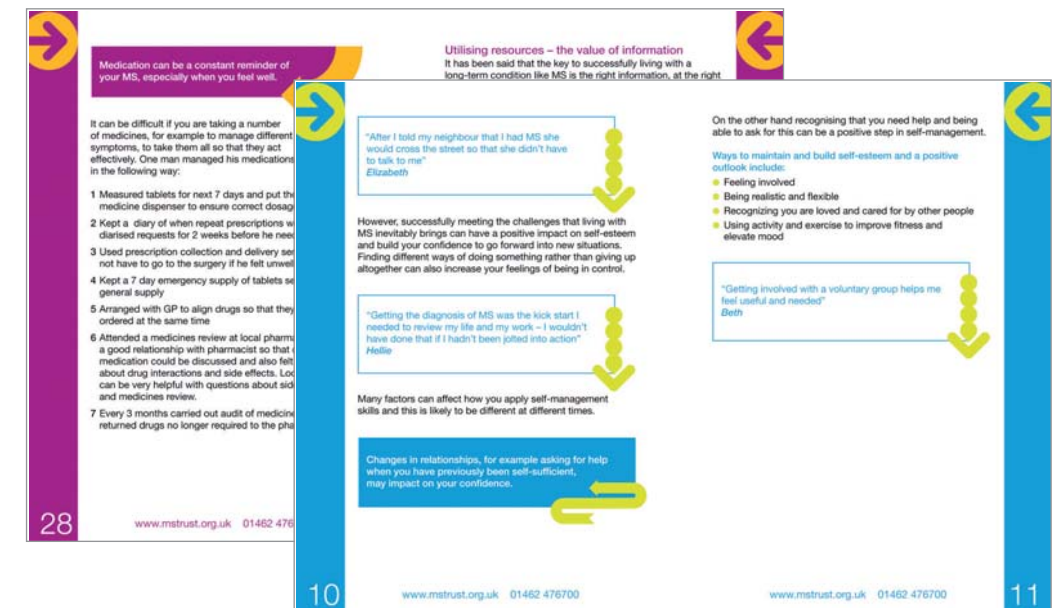 Medication can be a constant reminder of
your MS, especially when you feel well.
It can be difficult if you are taking a number
of medicines, for example to manage different
symptoms, to take them all so that they act
effectively. One man managed his medications
in the following way:
1 Measured tablets for next 7 days and put the
medicine dispenser to ensure correct dosag
2 Kept a diary of when repeat prescriptions w
diarised requests for 2 weeks before he need
3 Used prescription collection and delivery ser
not have to go to the surgery if he felt unwell
4 Kept a 7 day emergency supply of tablets se
general supply
5 Arranged with GP to align drugs so that they
ordered at the same time
6 Attended a medicines review at local pharma
a good relationship with pharmacist so that
medication could be discussed and also felt
about drug interactions and side effects. Loc
can be very helpful with questions about sid
and medicines review.
7 Every 3 months carried out audit of medicine
returned drugs no longer required to the pha
28
www.mstrust.org.uk 01462 476
Utilising resources – the value of information
It has been said that the key to successfully living with a
long-term condition like MS is the right information, at the right
"After I told my neighbour that I had MS she
would cross the street so that she didn't have
to talk to me"
Elizabeth
However, successfully meeting the challenges that living with
MS inevitably brings can have a positive impact on self-esteem
and build your confidence to go forward into new situations.
Finding different ways of doing something rather than giving up
altogether can also increase your feelings of being in control.
"Getting the diagnosis of MS was the kick start I
needed to review my life and my work – I wouldn't
have done that if I hadn't been jolted into action"
Hellie
Many factors can affect how you apply self-management
skills and this is likely to be different at different times.
Changes in relationships, for example asking for help
when you have previously been self-sufficient,
may impact on your confidence.
10
www.mstrust.org.uk 01462 476700
On the other hand recognising that you need help and being
able to ask for this can be a positive step in self-management.
Ways to maintain and build self-esteem and a positive
outlook include:
Feeling involved
Being realistic and flexible
Recognizing you are loved and cared for by other people
Using activity and exercise to improve fitness and
elevate mood
"Getting involved with a voluntary group helps me
feel useful and needed"
Beth
www.mstrust.org.uk 01462 476700
11